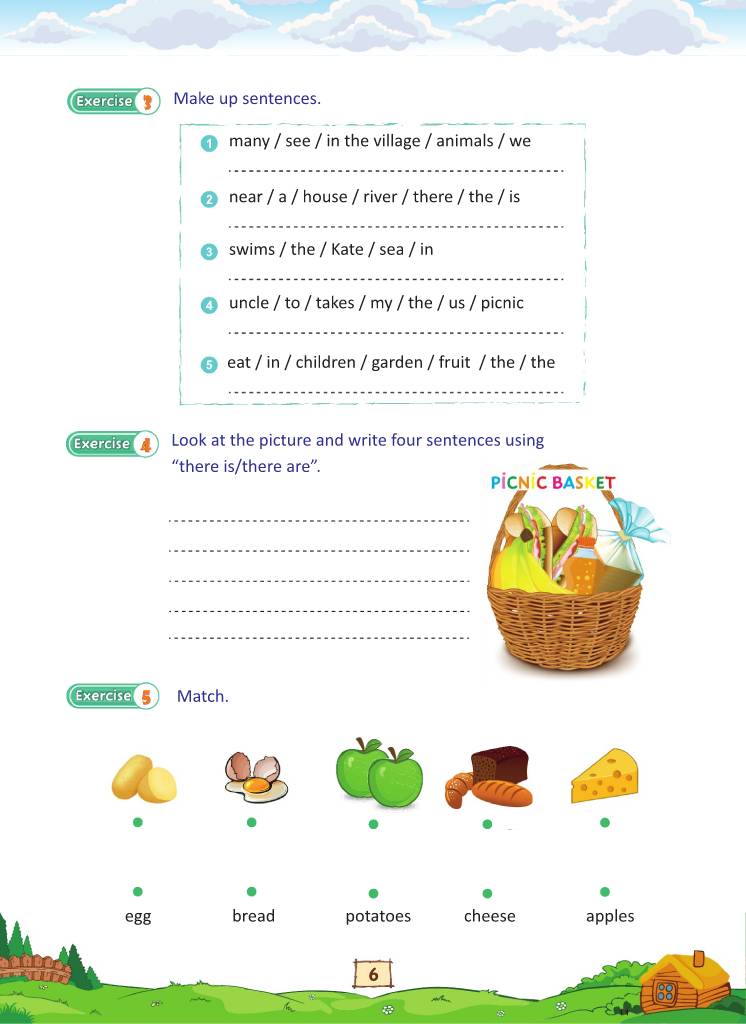 Exercise 3 Make up sentences.
1 many / see / in the village / animals / we
2 near / a / house / river / there / the / is
3 swims / the / Kate / sea / in
4 uncle / to / takes / my / the / us / picnic
5 eat / in / children / garden / fruit / the / the
Exercise 4 Look at the picture and write four sentences using
“there is/there are”.
PiCNiC BASKET
Exercise 5 Match.
egg bread potatoes cheese apples
6